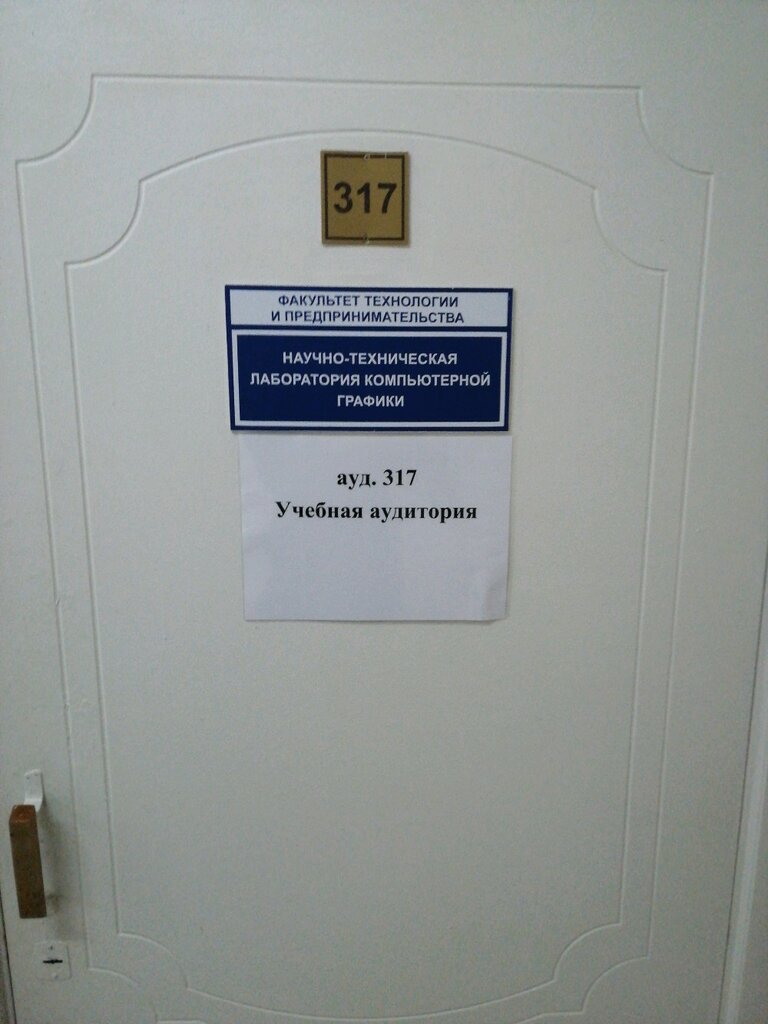 317
ФАКУЛЬТЕТ ТЕХНОЛОГИИ
И ПРЕДПРИНИМАТЕЛЬСТВА
НАУЧНО-ТЕХНИЧЕСКАЯ
ЛАБОРАТОРИЯ КОМПЬЮТЕРНОЙ
ГРАФИКИ
ауд. 317
Учебная аудитория